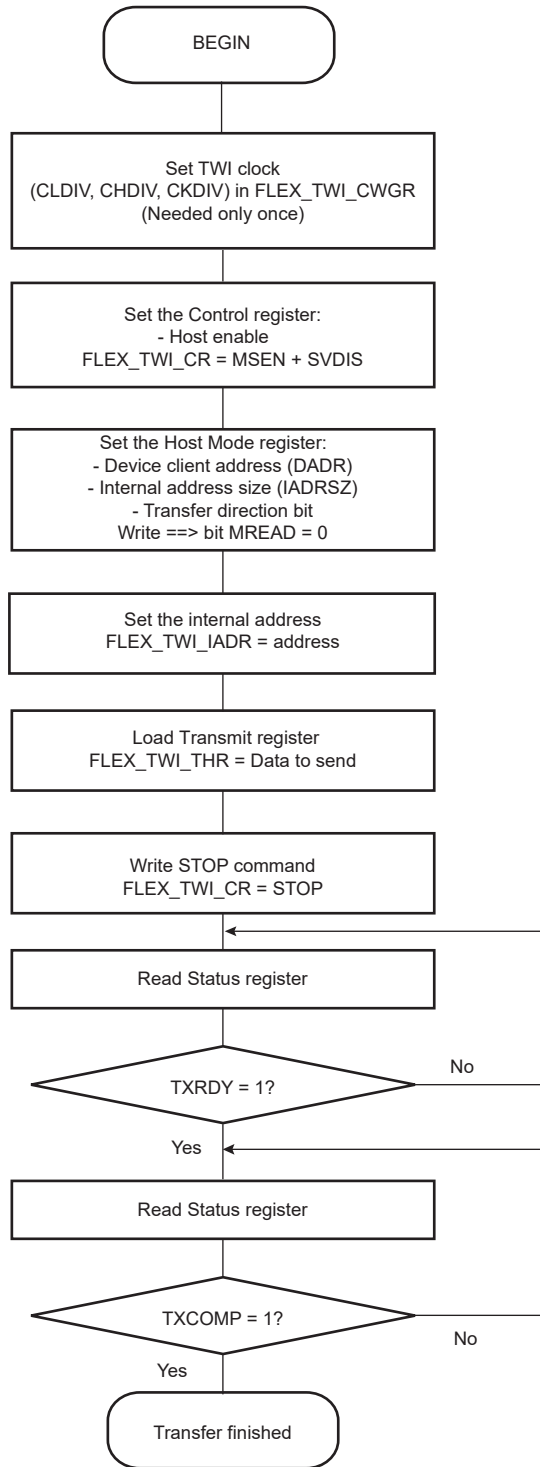 BEGIN
Set TWI clock
(CLDIV, CHDIV, CKDIV) in FLEX_TWI_CWGR
(Needed only once)
Set the Control register:
- Host enable
FLEX_TWI_CR = MSEN + SVDIS
Set the Host Mode register:
- Device client address (DADR)
- Internal address size (IADRSZ)
- Transfer direction bit
Write ==> bit MREAD = 0
Set the internal address
FLEX_TWI_IADR = address
Load Transmit register
FLEX_TWI_THR = Data to send
Write STOP command
FLEX_TWI_CR = STOP
Read Status register
TXRDY = 1?
No
Yes
Read Status register
TXCOMP = 1?
No
Yes
Transfer finished